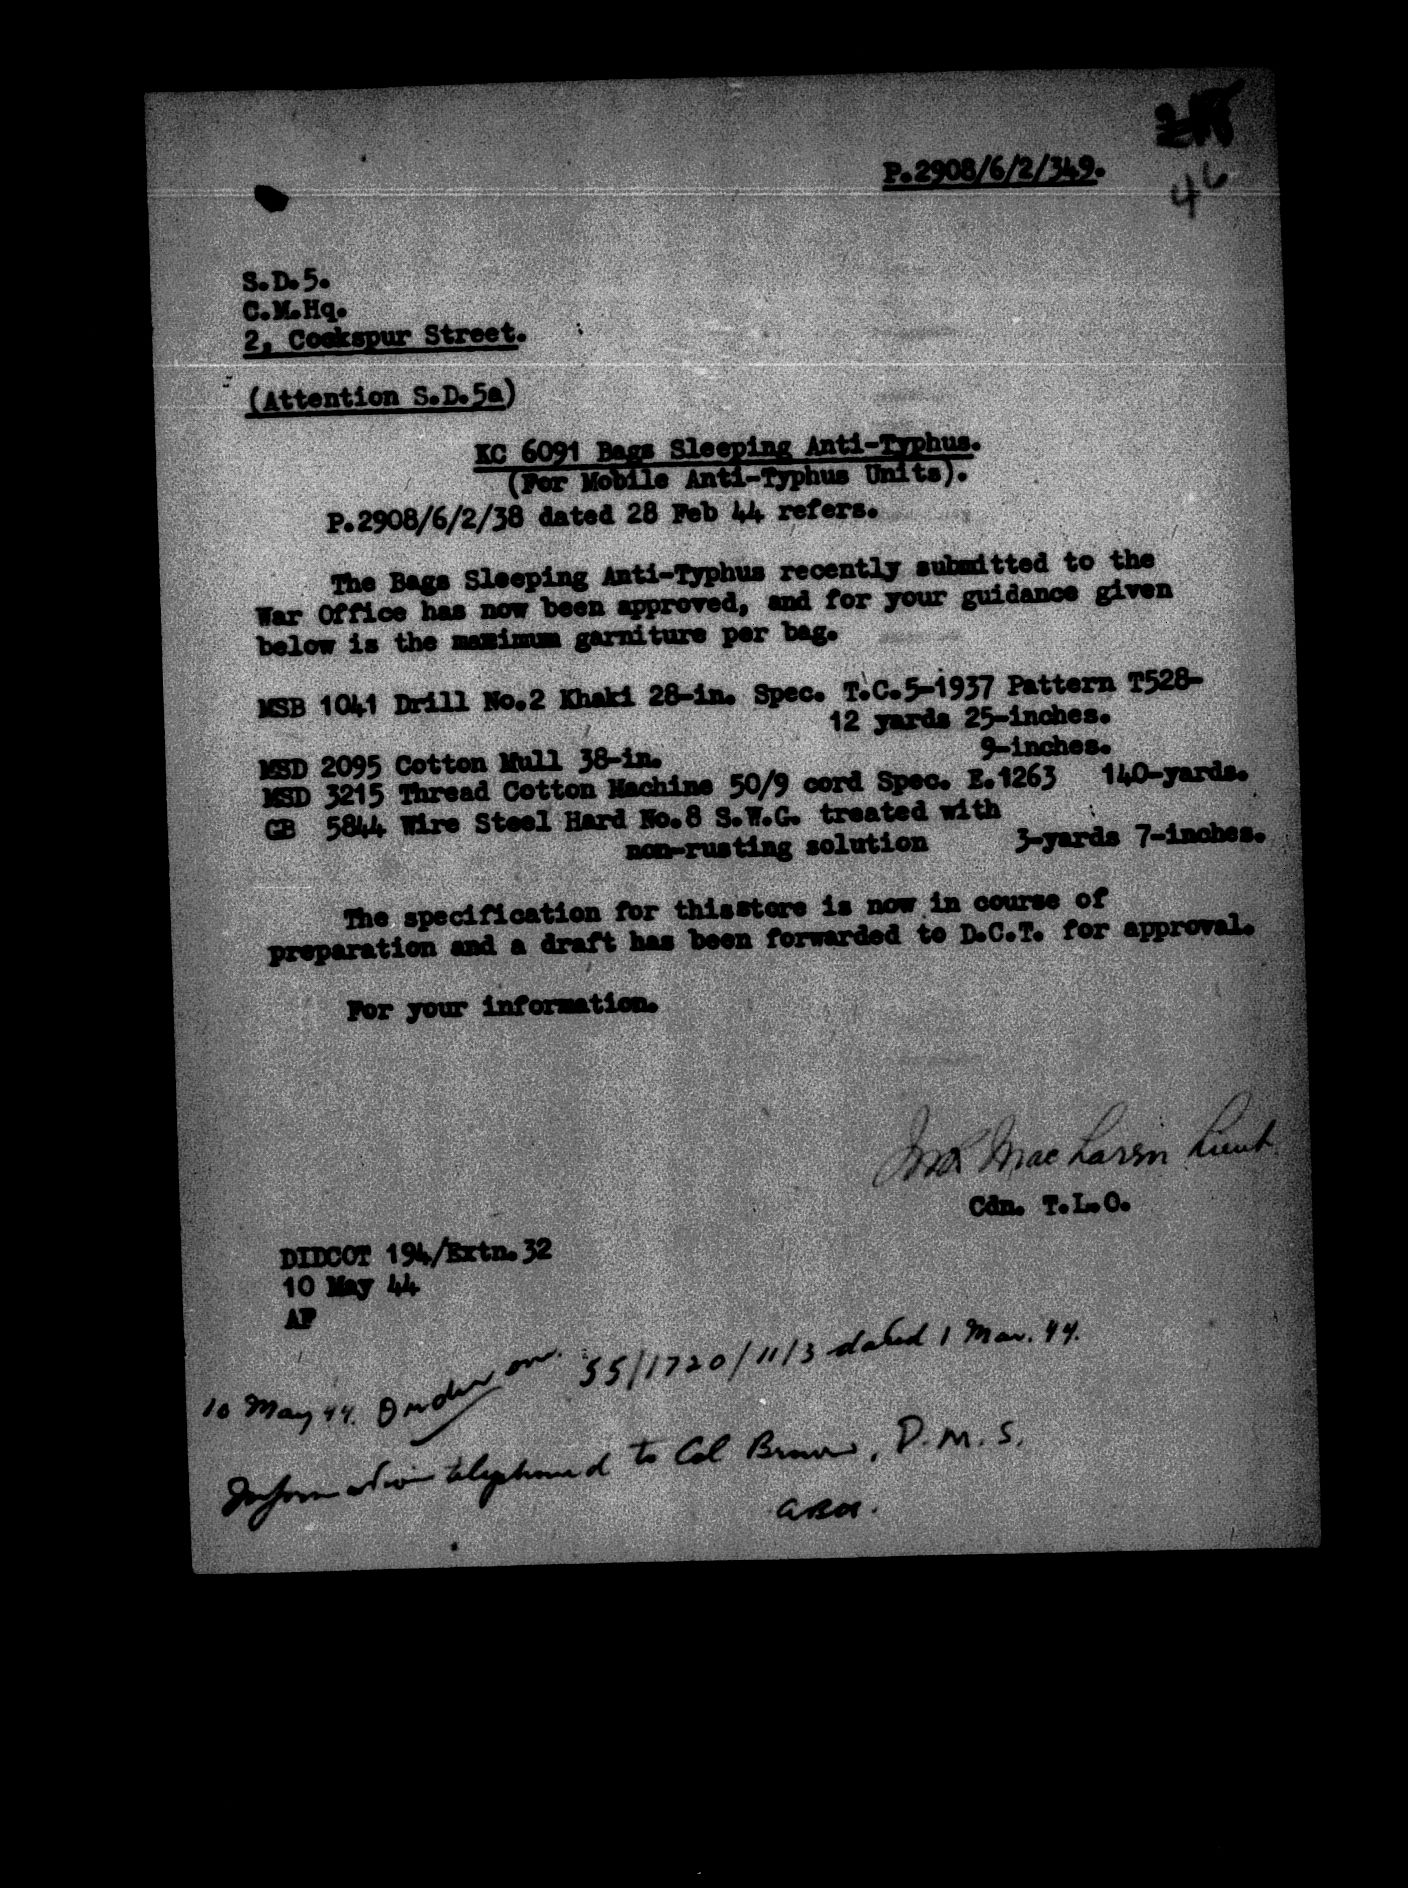 P.2908/6/2/349.
46
S.D.5.
C.M.Hq.
2, Cockspur Street.
(Attention S.D.5a)
KC 6091 Bags Sleeping Anti-Typhus.
(For Mobile Anti-Typhus Units).
P.2908/6/2/38 dated 28 Feb 44 refers.
The Bags Sleeping Anti-Typhus recently submitted to the
War Office has now been approved, and for your guidance given
below is the maximum garniture per bag.
MSB 1041 Drill No.2 Khaki 28-in. Spec. T.C.5-1937 Pattern T528-
12 yards 25-inches.
MSD 2095 Cotton Mull 38-in. 9-inches.
MSD 3215 Thread Cotton Machine 50/9 cord Spec. E.1263 140-yards.
GB 5844 Wire Steel Hard No.8 S.W.G. treated with
non-rusting solution 3-yards 7-inches.
The specification for thisstore is now in course of
preparation and a draft has been forwarded to D.C.T. for approval.
For your information.
MacLaren Lieut.
Cdn. T.L.O.
DIDCOT 194/Extn.32
10 May 44
AP
10 May 44. Order on. 55/1720/11/3 dated 1 Mar. 44.
Information telephoned to Col Brown, D.M.S.